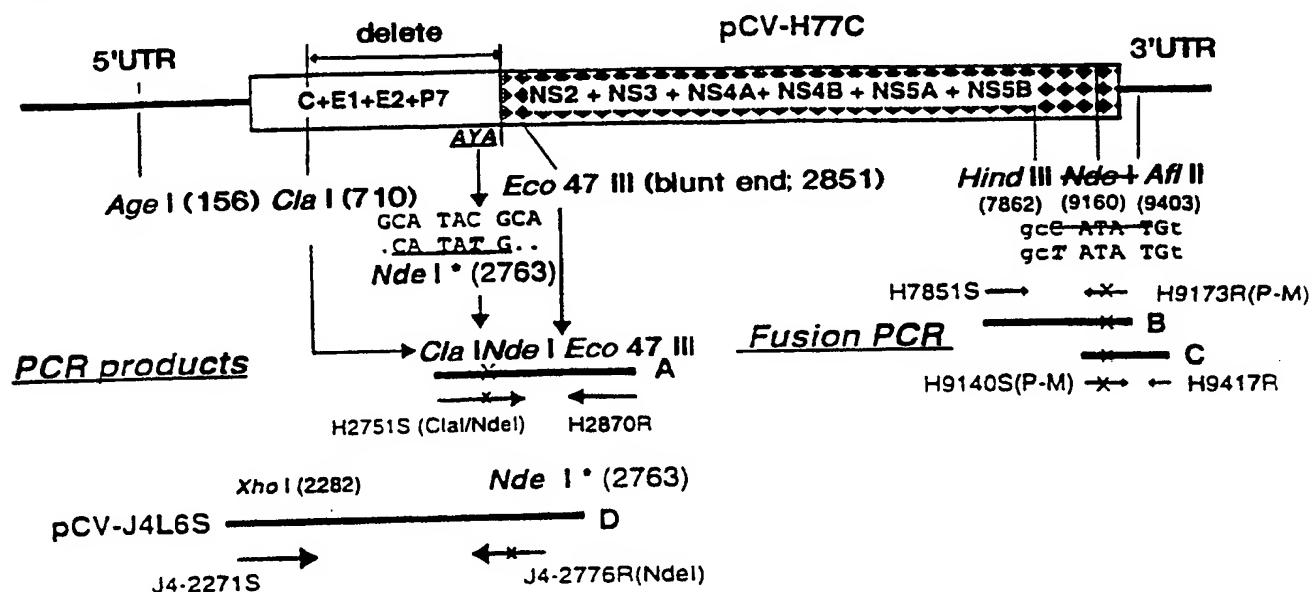 delete
pCV-H77C
5'UTR
3'UTR
C+E1+E2+P7
NS2 + NS3 + NS4A+ NS4B + NS5A + NS5B
AYA
Age I (156) Cla I (710)
Eco 47 III (blunt end; 2851)
Hind III Nde I Afl II
(7862) (9160) (9403)
GCA TAC GCA
.CA TAT G..
Nde I * (2763)
gcC ATA TGt
gcT ATA TGt
H7851S
H9173R(P-M)
B
Fusion PCR
C
H9140S(P-M)
H9417R
PCR products
Cla I Nde I Eco 47 III
A
H2751S (ClaI/NdeI)
H2870R
Xho I (2282)
Nde I * (2763)
pCV-J4L6S
D
J4-2271S
J4-2776R(NdeI)